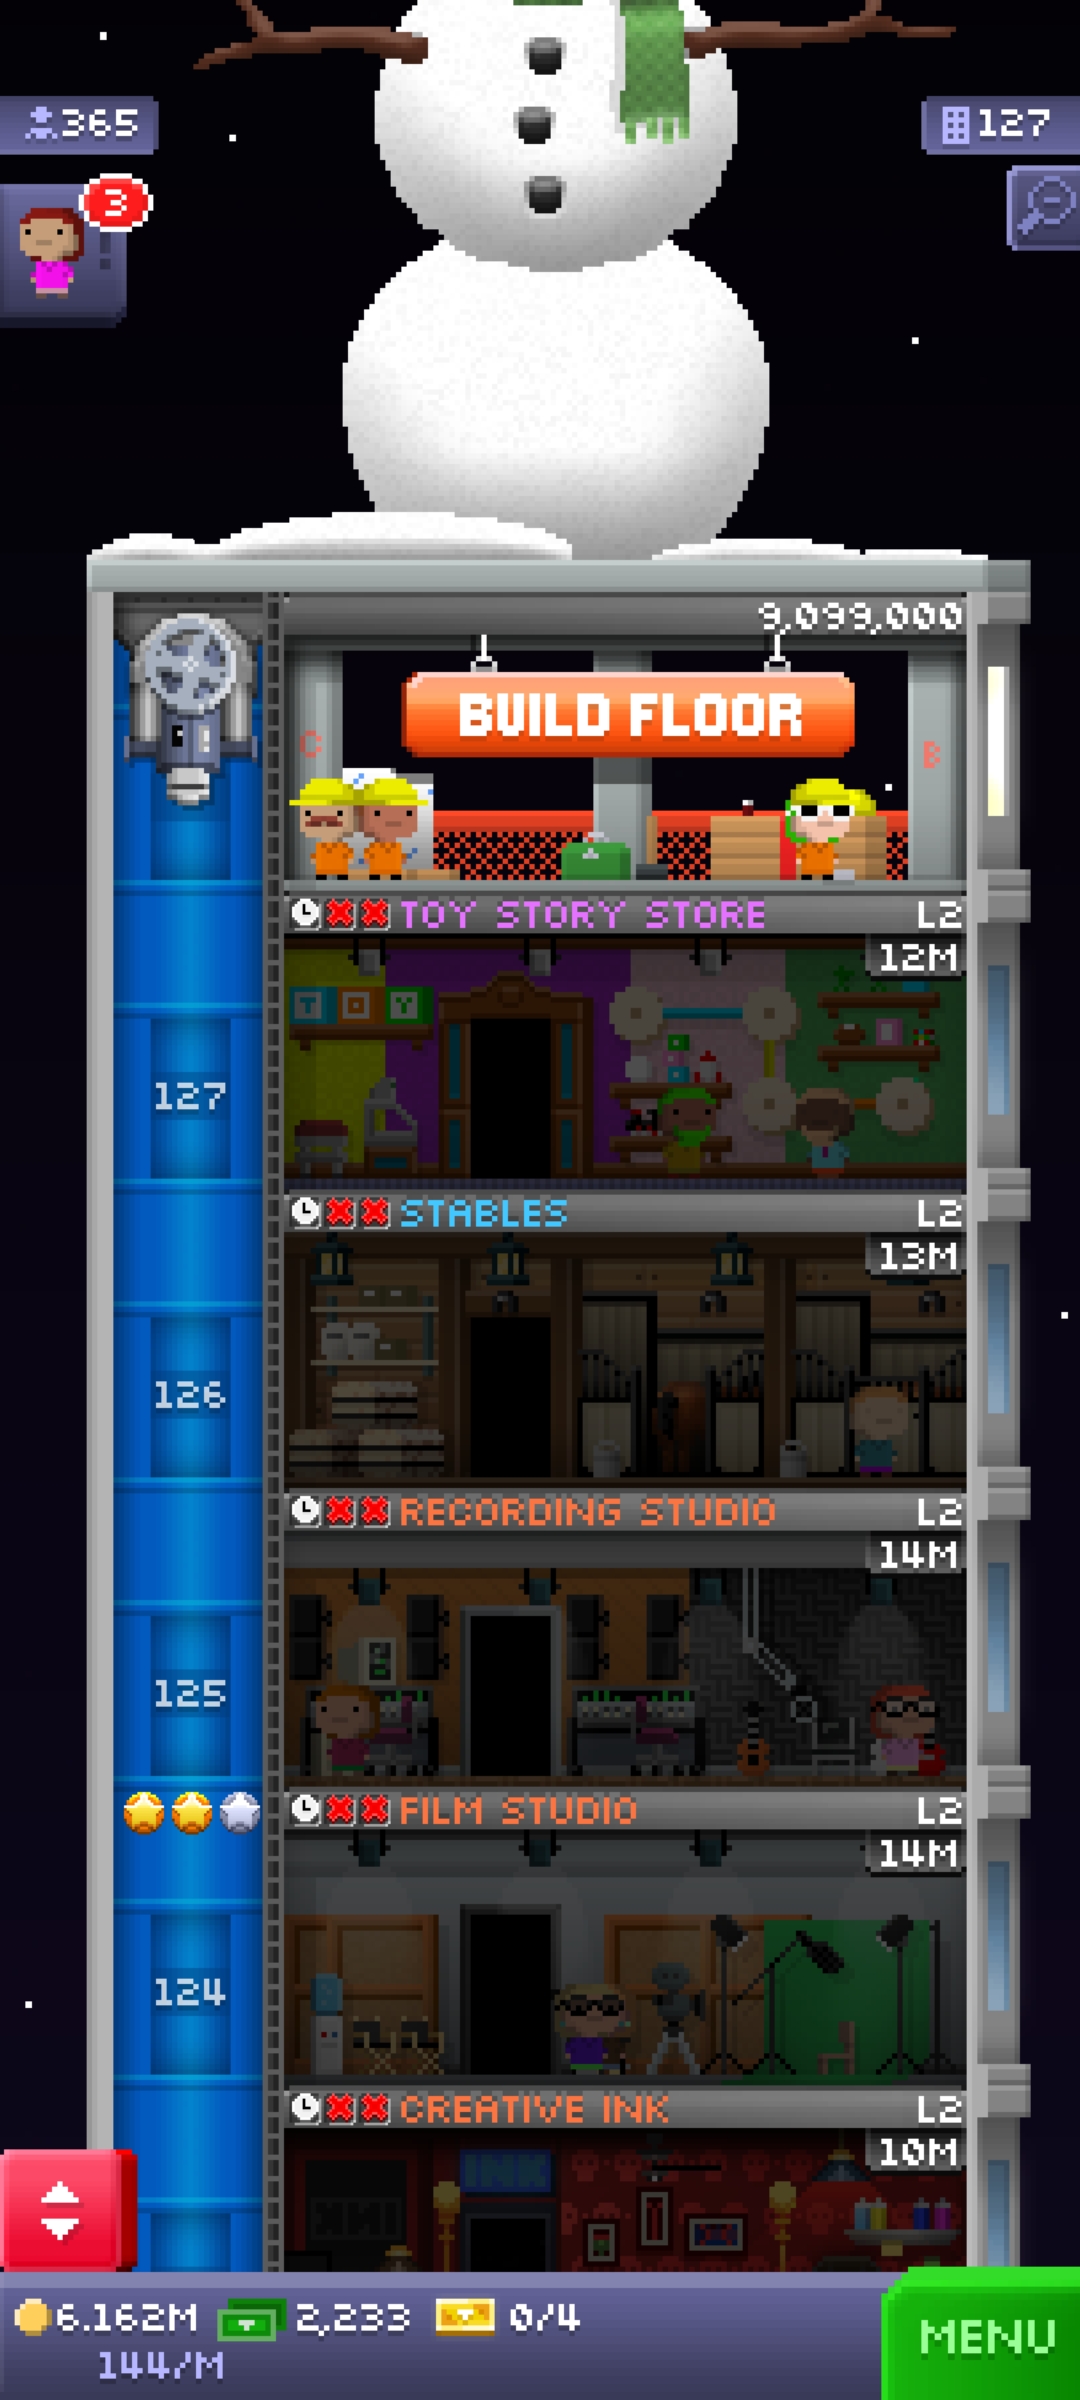 365
127
3
9,099,000
BUILD FLOOR
C
B
TOY STORY STORE L2
12M
TOY
127
STABLES L2
13M
126
RECORDING STUDIO L2
14M
125
FILM STUDIO L2
14M
124
CREATIVE INK L2
10M
INK
INK
6.162M 2,233 0/4
144/M
MENU